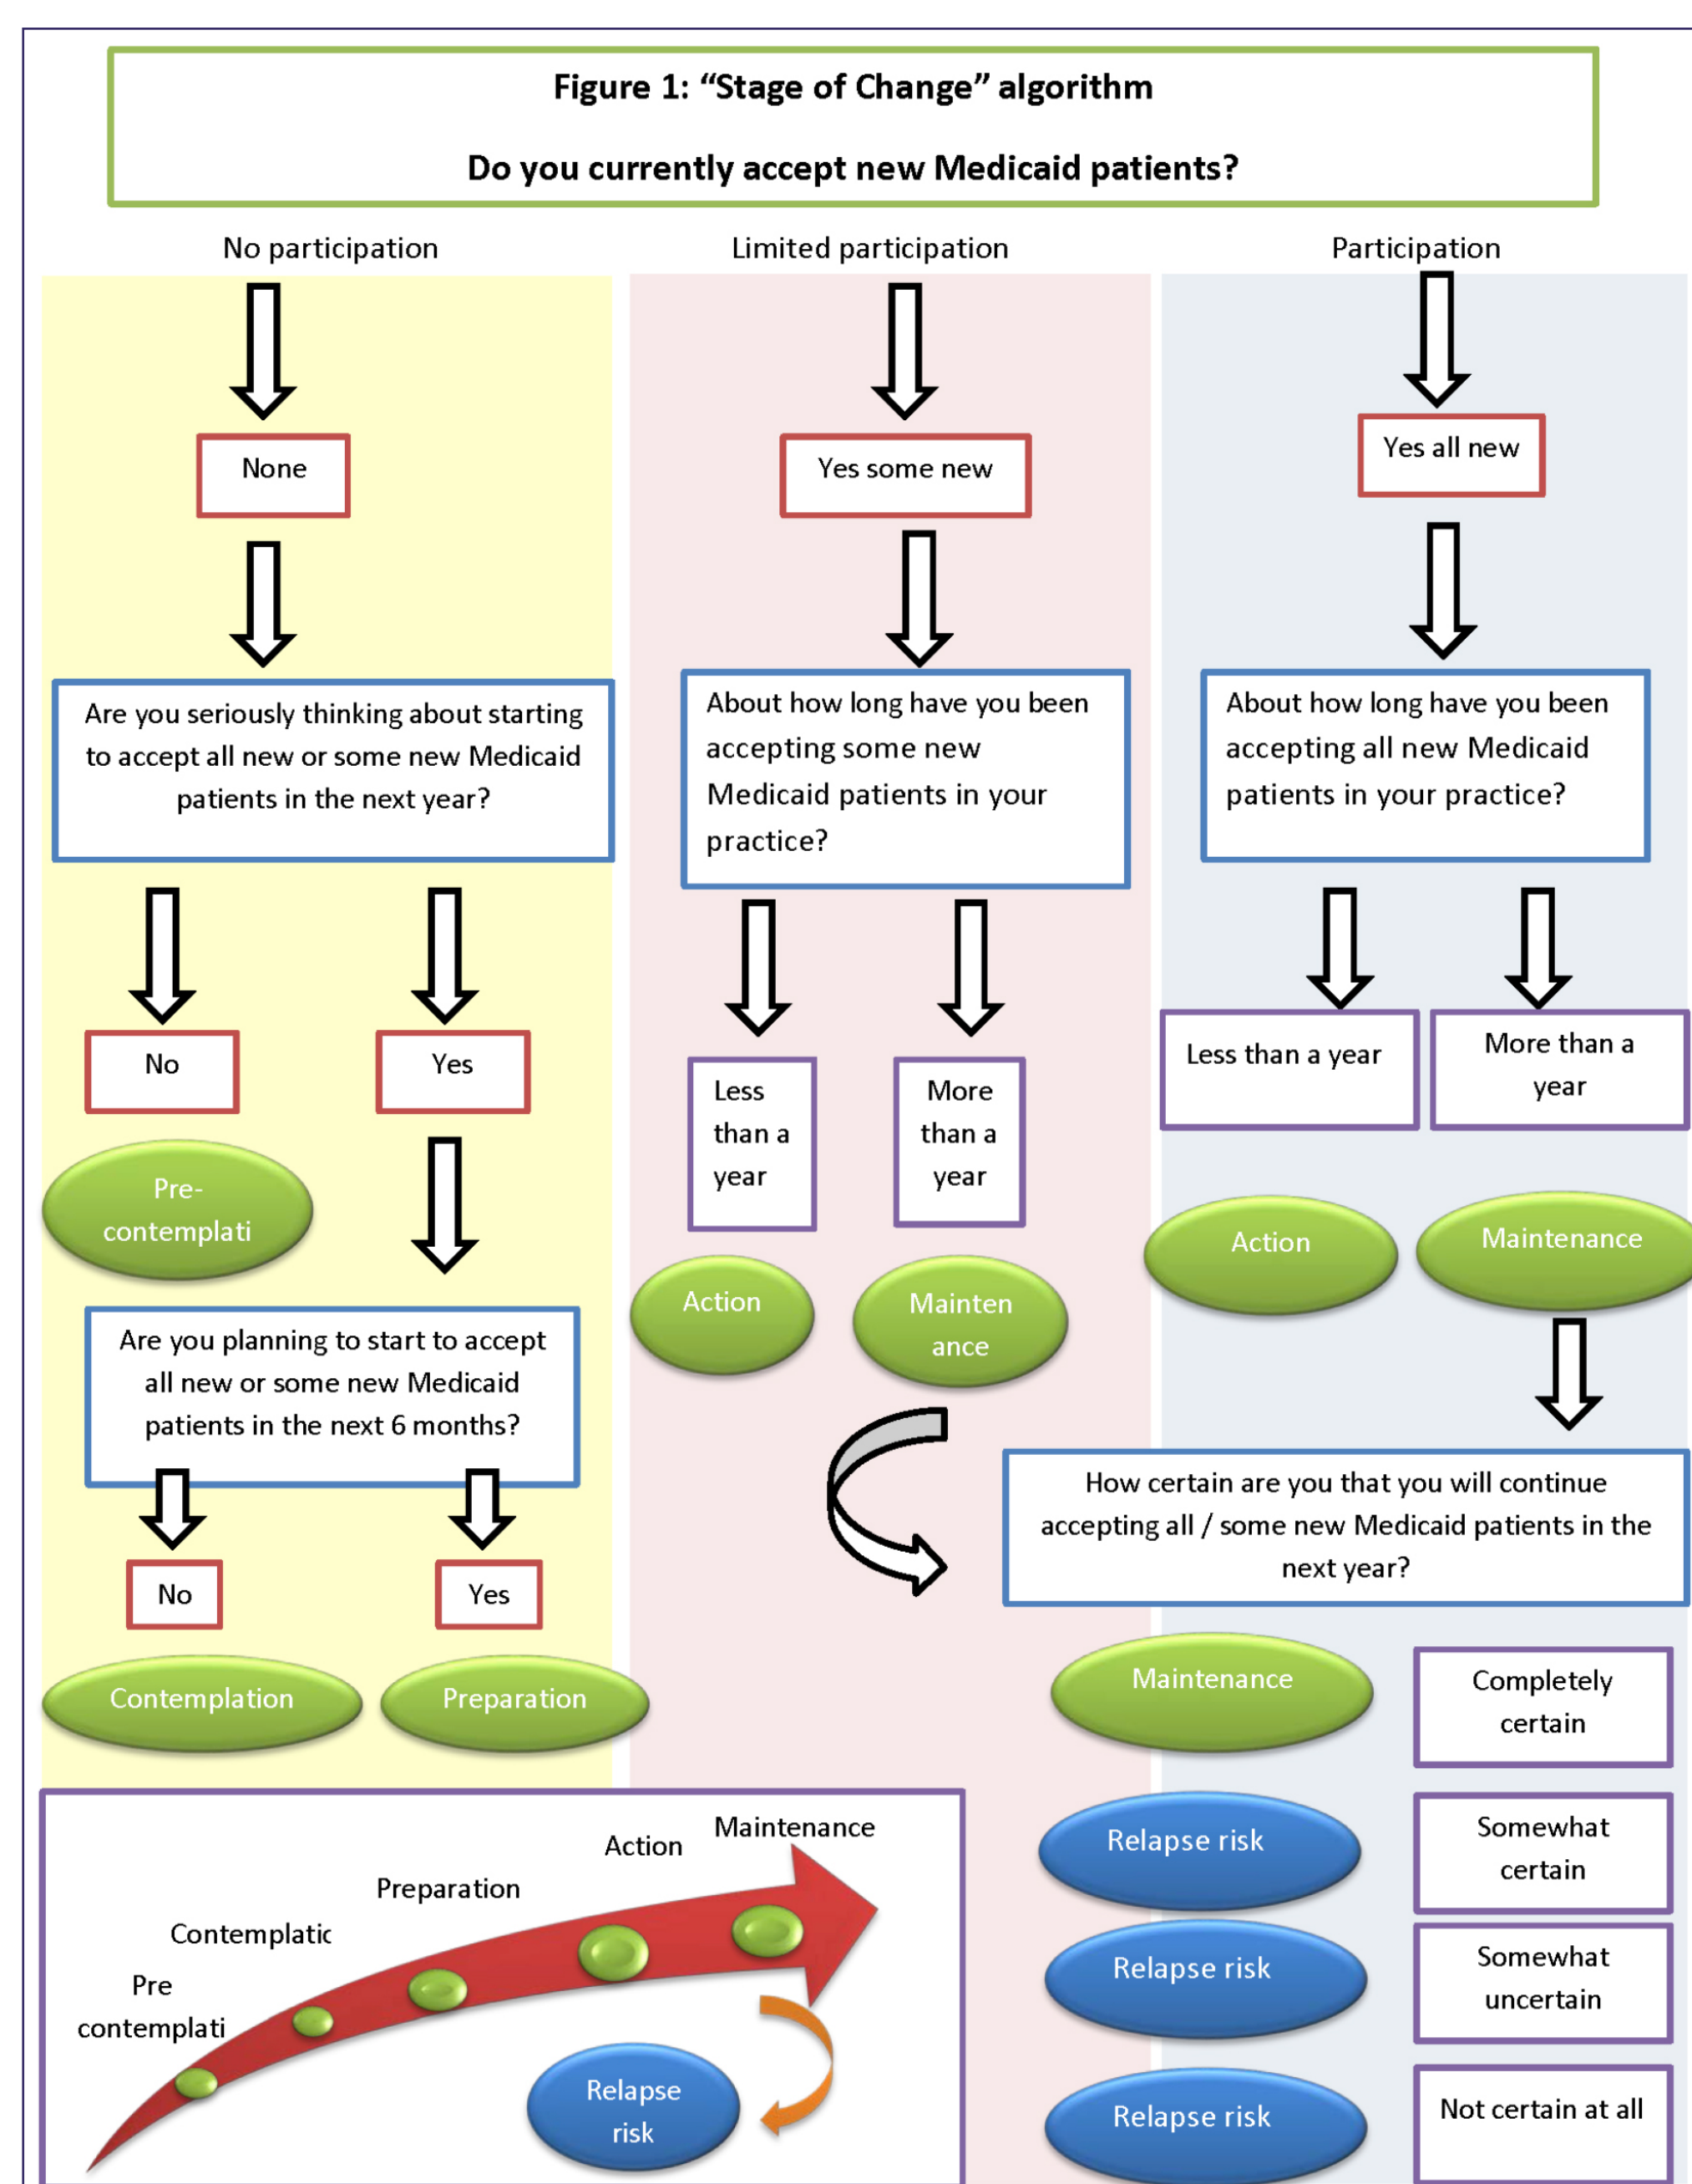 Figure 1: “Stage of Change” algorithm
Do you currently accept new Medicaid patients?
No participation
Limited participation
Participation
None
Yes some new
Yes all new
Are you seriously thinking about starting
to accept all new or some new Medicaid
patients in the next year?
About how long have you been
accepting some new
Medicaid patients in your
practice?
About how long have you been
accepting all new Medicaid
patients in your practice?
No
Yes
Less
than a
year
More
than a
year
Less than a year
More than a
year
Pre-
contemplati
Action
Mainten
ance
Action
Maintenance
Are you planning to start to accept
all new or some new Medicaid
patients in the next 6 months?
No
Yes
Contemplation
Preparation
How certain are you that you will continue
accepting all / some new Medicaid patients in the
next year?
Maintenance
Completely
certain
Relapse risk
Somewhat
certain
Relapse risk
Somewhat
uncertain
Relapse risk
Not certain at all
Maintenance
Action
Preparation
Contemplatic
Pre
contemplati
Relapse
risk